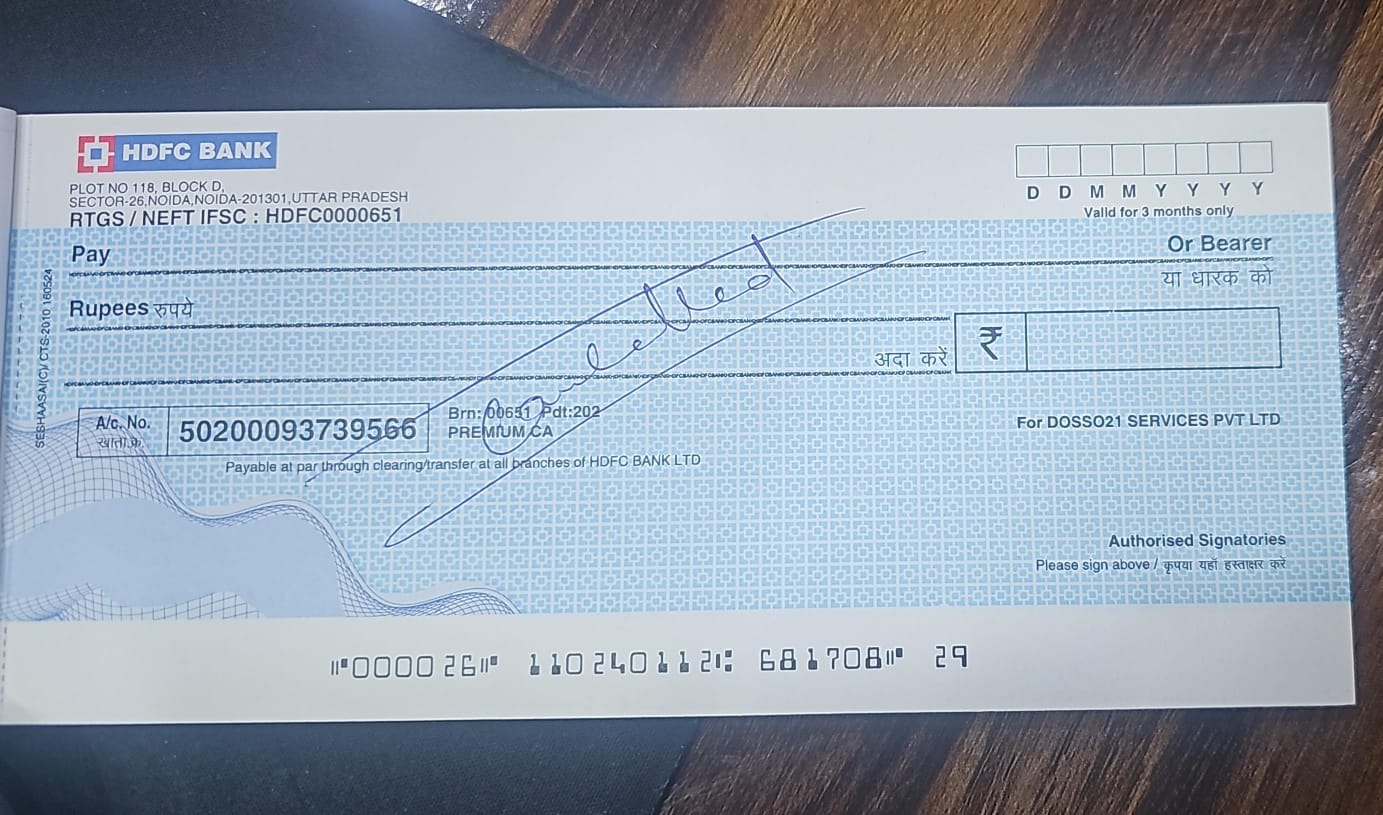 HDFC BANK
PLOT NO 118, BLOCK D,
SECTOR-26,NOIDA,NOIDA-201301,UTTAR PRADESH
RTGS / NEFT IFSC : HDFC0000651
D D M M Y Y Y Y
Valid for 3 months only
Pay
Or Bearer
या धारक को
Rupees रुपये
Cancelled
अदा करें
₹
A/c. No.
खाता क्र.
50200093739566
Brn: 00651 Pdt:202
PREMIUM CA
For DOSSO21 SERVICES PVT LTD
Payable at par through clearing/transfer at all branches of HDFC BANK LTD
Authorised Signatories
Please sign above / कृपया यहाँ हस्ताक्षर करें
SESHAASAI(C)/ CTS-2010 160524
⑈000026⑈ 110240112⑆ 681708⑈ 29